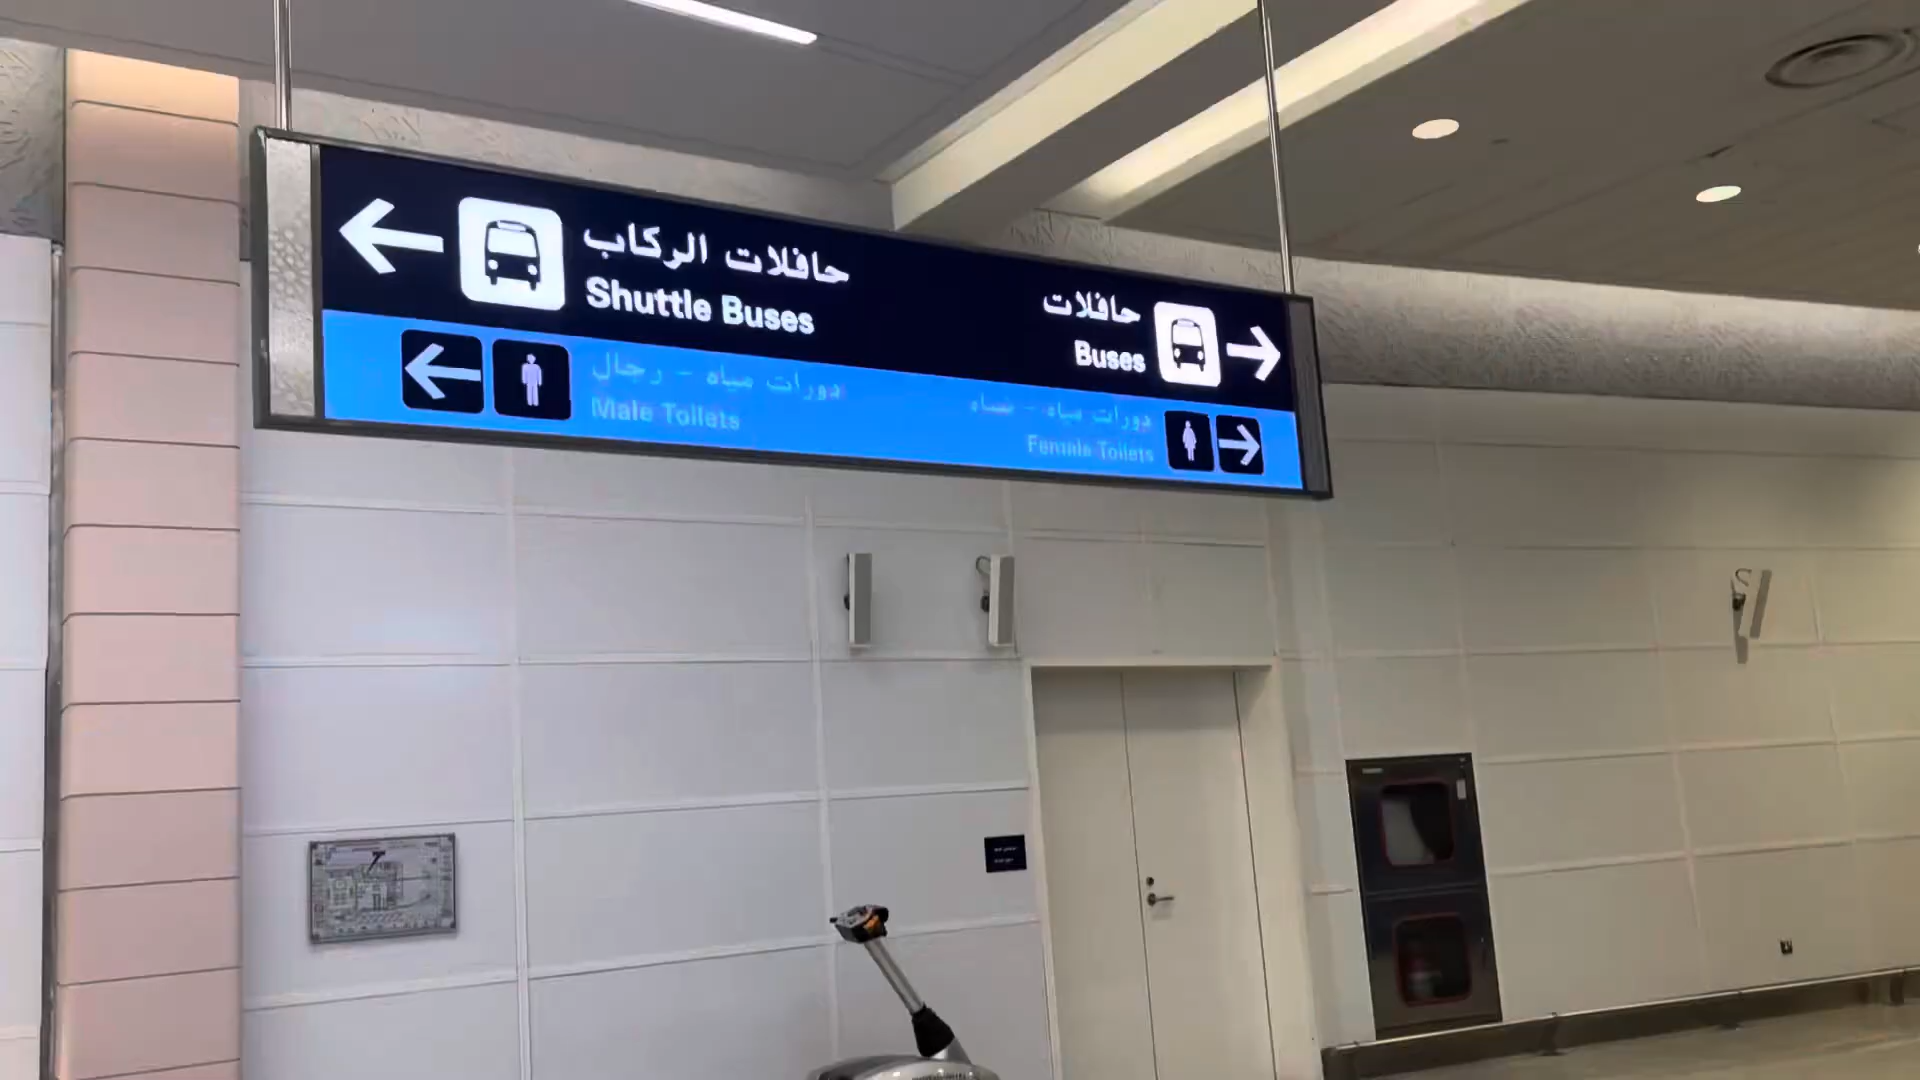 حافلات الركاب
Shuttle Buses
حافلات
Buses
دورات مياه - رجال
Male Toilets
دورات مياه - نساء
Female Toilets